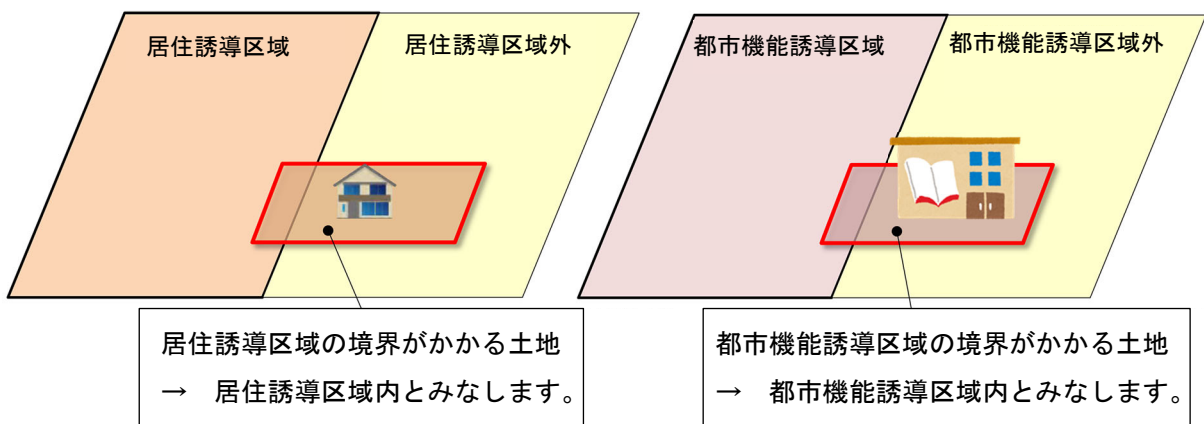 居住誘導区域
居住誘導区域外
居住誘導区域の境界がかかる土地
→ 居住誘導区域内とみなします。
都市機能誘導区域
都市機能誘導区域外
都市機能誘導区域の境界がかかる土地
→ 都市機能誘導区域内とみなします。